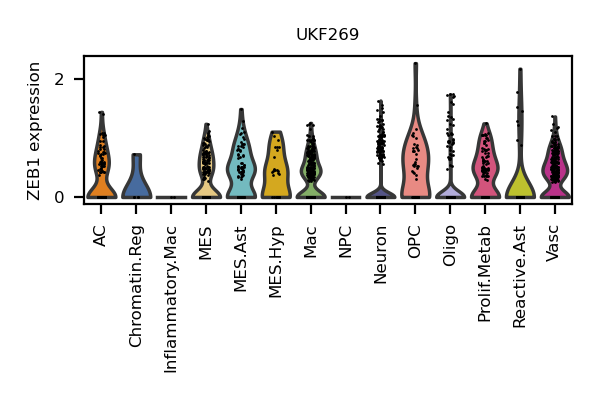 UKF269
ZEB1 expression
2
0
AC
Chromatin.Reg
Inflammatory.Mac
MES
MES.Ast
MES.Hyp
Mac
NPC
Neuron
OPC
Oligo
Prolif.Metab
Reactive.Ast
Vasc